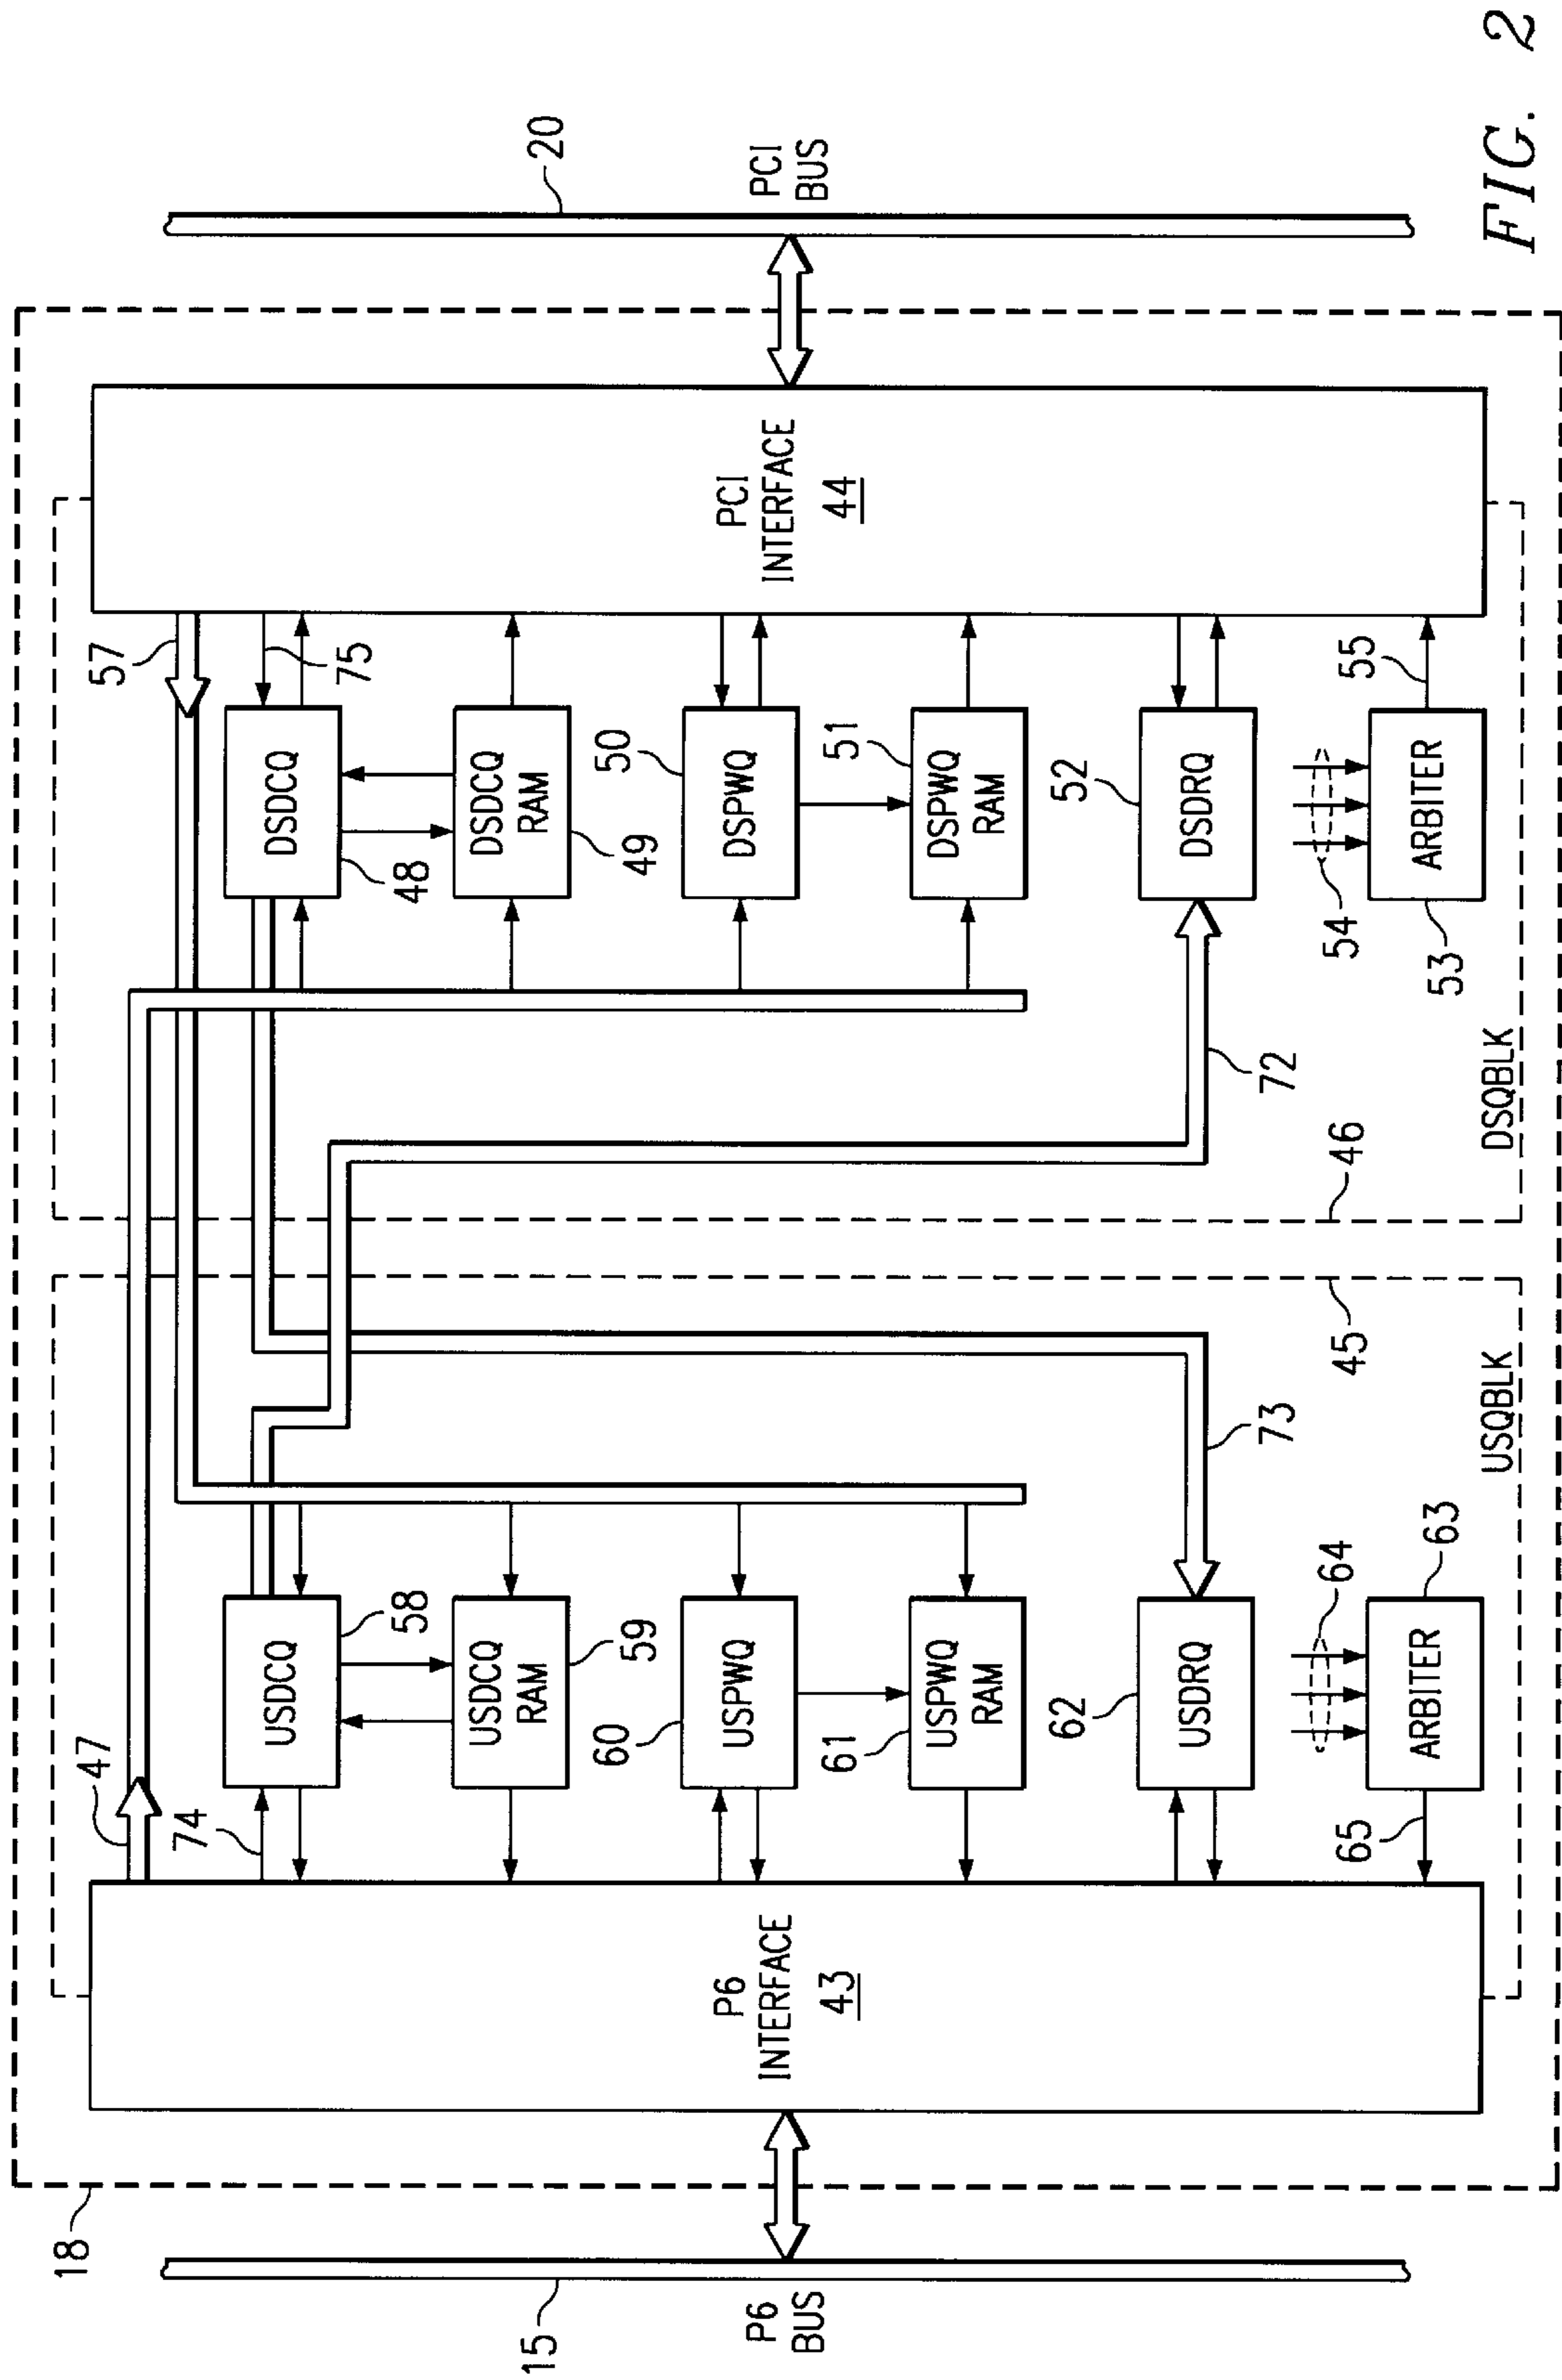 18
15
P6
BUS
P6
INTERFACE
43
47
74
USDCQ
58
USDCQ
RAM
59
60
USPWQ
61
USPWQ
RAM
62
USDRQ
64
ARBITER
63
65
73
USQBLK
45
57
75
DSDCQ
48
DSDCQ
RAM
49
50
DSPWQ
51
DSPWQ
RAM
52
DSDRQ
54
ARBITER
53
55
72
46
DSQBLK
PCI
INTERFACE
44
20
PCI
BUS
FIG. 2